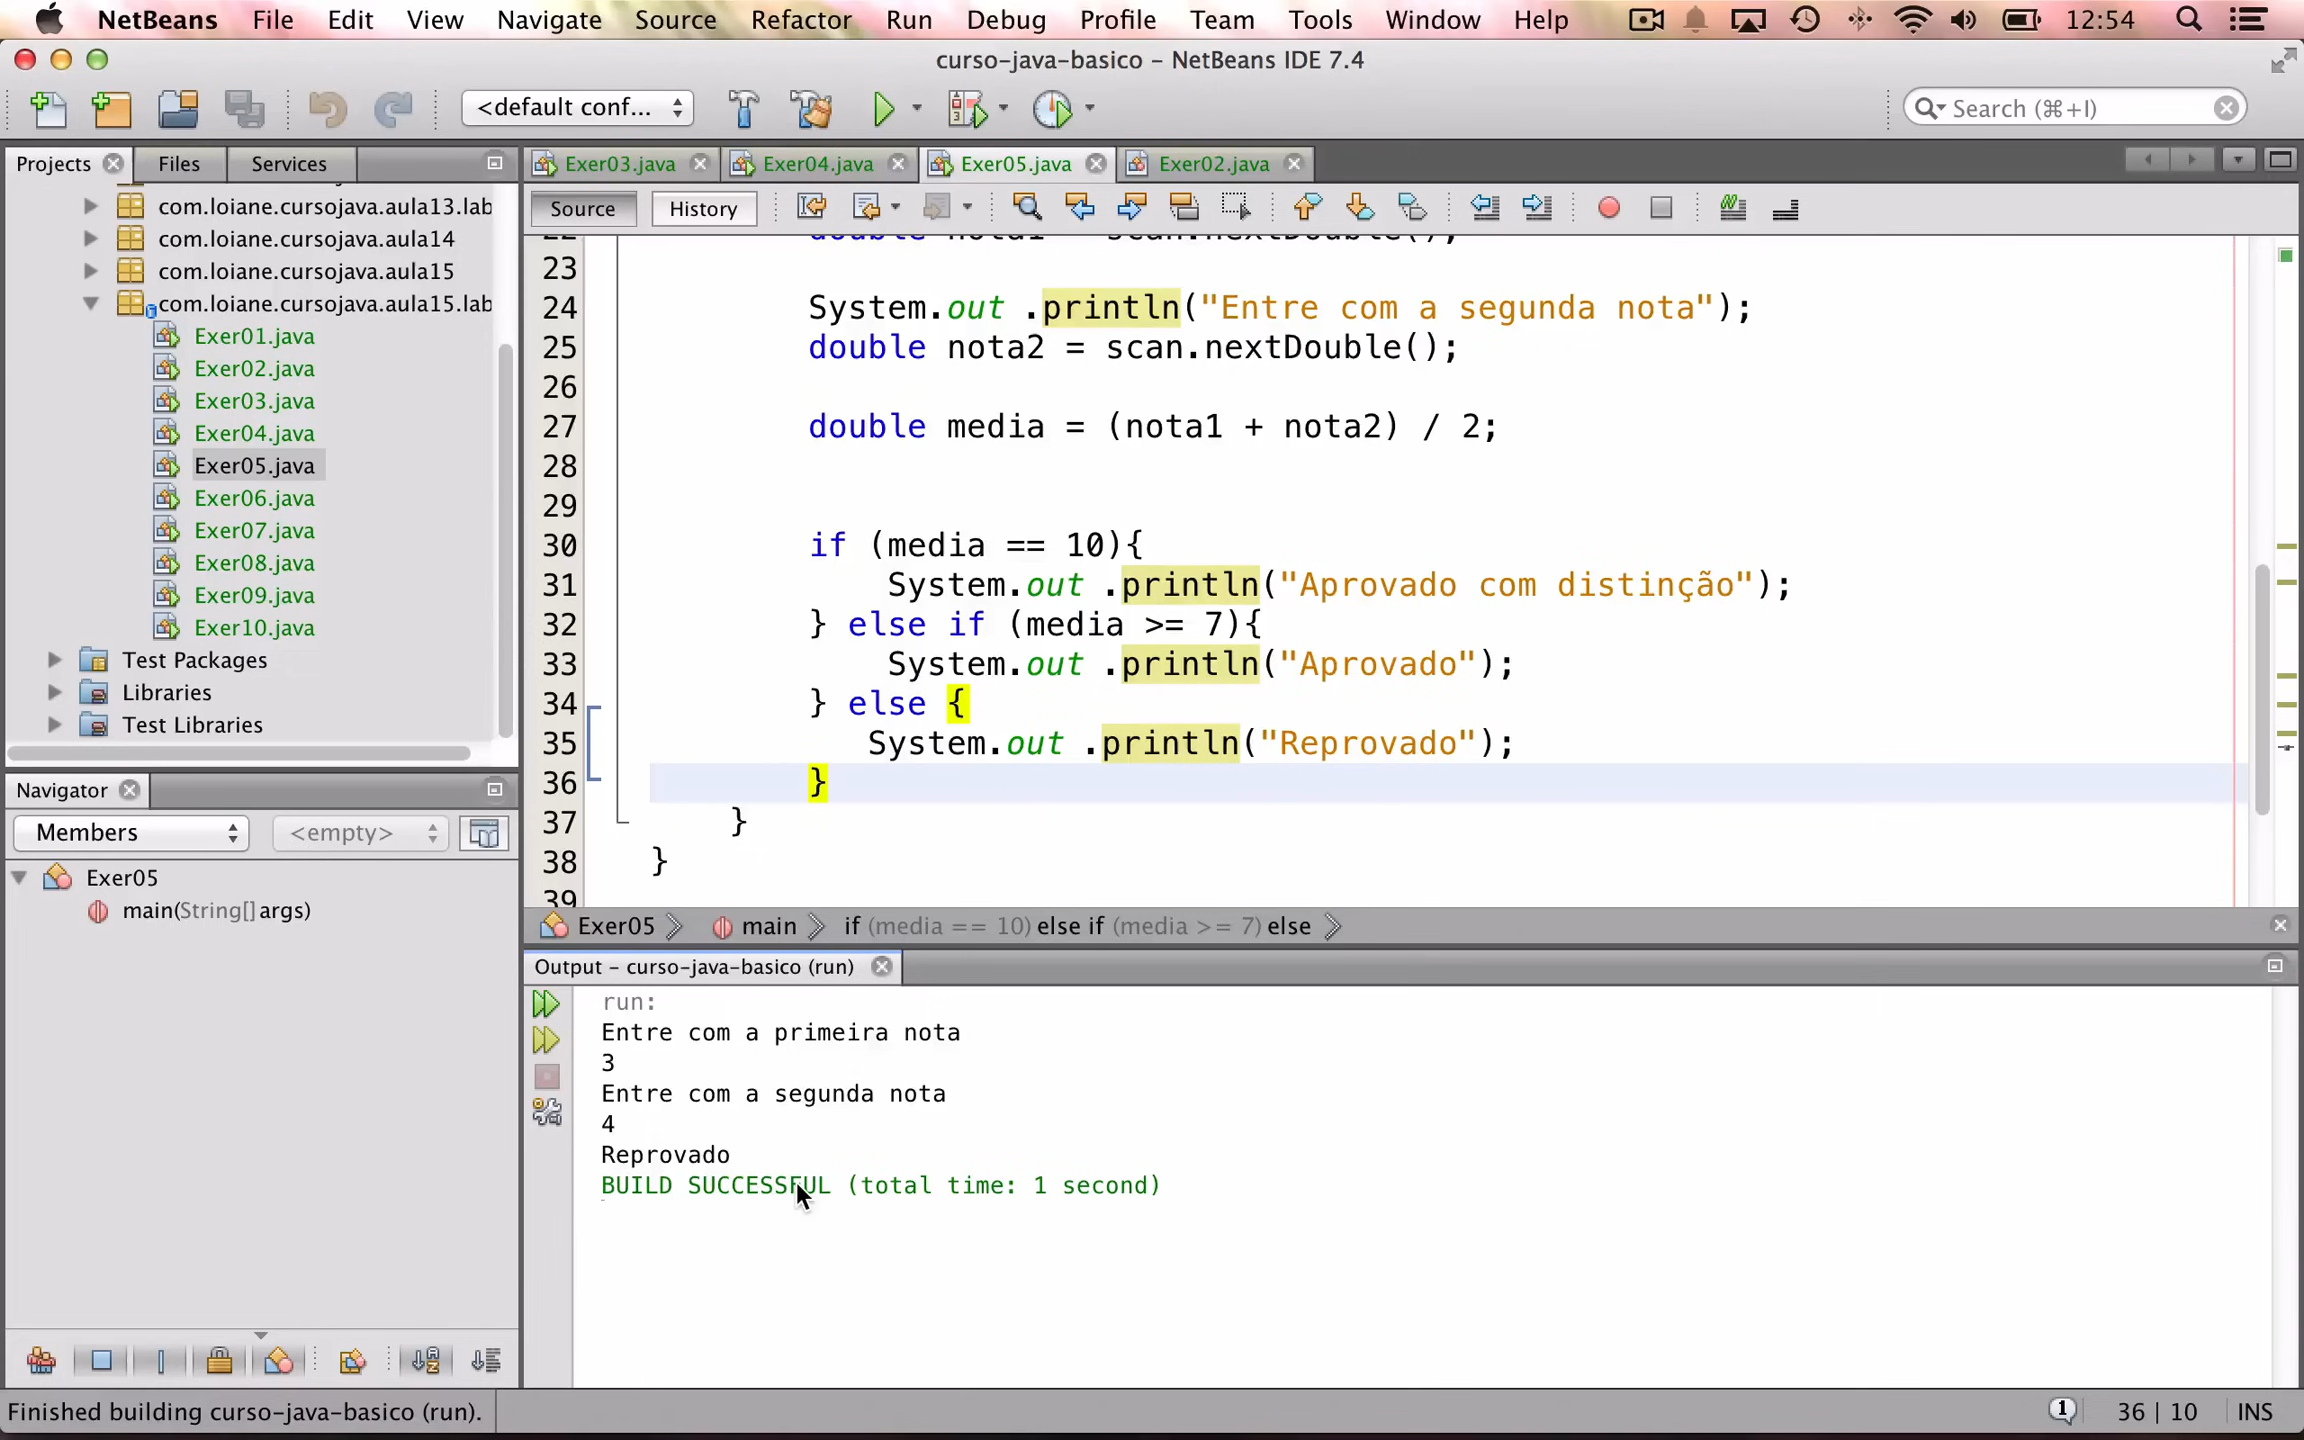 NetBeans File Edit View Navigate Source Refactor Run Debug Profile Team Tools Window Help 12:54
curso-java-basico – NetBeans IDE 7.4
<default conf... Search (⌘+I)
Projects Files Services
com.loiane.cursojava.aula13.lab
com.loiane.cursojava.aula14
com.loiane.cursojava.aula15
com.loiane.cursojava.aula15.lab
Exer01.java
Exer02.java
Exer03.java
Exer04.java
Exer05.java
Exer06.java
Exer07.java
Exer08.java
Exer09.java
Exer10.java
Test Packages
Libraries
Test Libraries
Navigator
Members <empty>
Exer05
main(String[] args)
Exer03.java Exer04.java Exer05.java Exer02.java
Source History
23
24 System.out .println("Entre com a segunda nota");
25 double nota2 = scan.nextDouble();
26
27 double media = (nota1 + nota2) / 2;
28
29
30 if (media == 10){
31 System.out .println("Aprovado com distinção");
32 } else if (media >= 7){
33 System.out .println("Aprovado");
34 } else {
35 System.out .println("Reprovado");
36 }
37 }
38 }
39
Exer05 main if (media == 10) else if (media >= 7) else
Output – curso-java-basico (run)
run:
Entre com a primeira nota
3
Entre com a segunda nota
4
Reprovado
BUILD SUCCESSFUL (total time: 1 second)
Finished building curso-java-basico (run). 1 36 | 10 INS